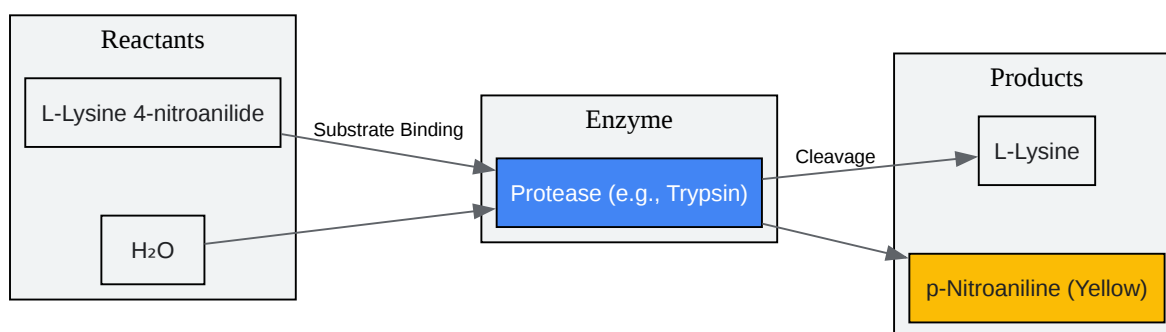 Reactants
L-Lysine 4-nitroanilide
H₂O
Substrate Binding
Enzyme
Protease (e.g., Trypsin)
Cleavage
Products
L-Lysine
p-Nitroaniline (Yellow)